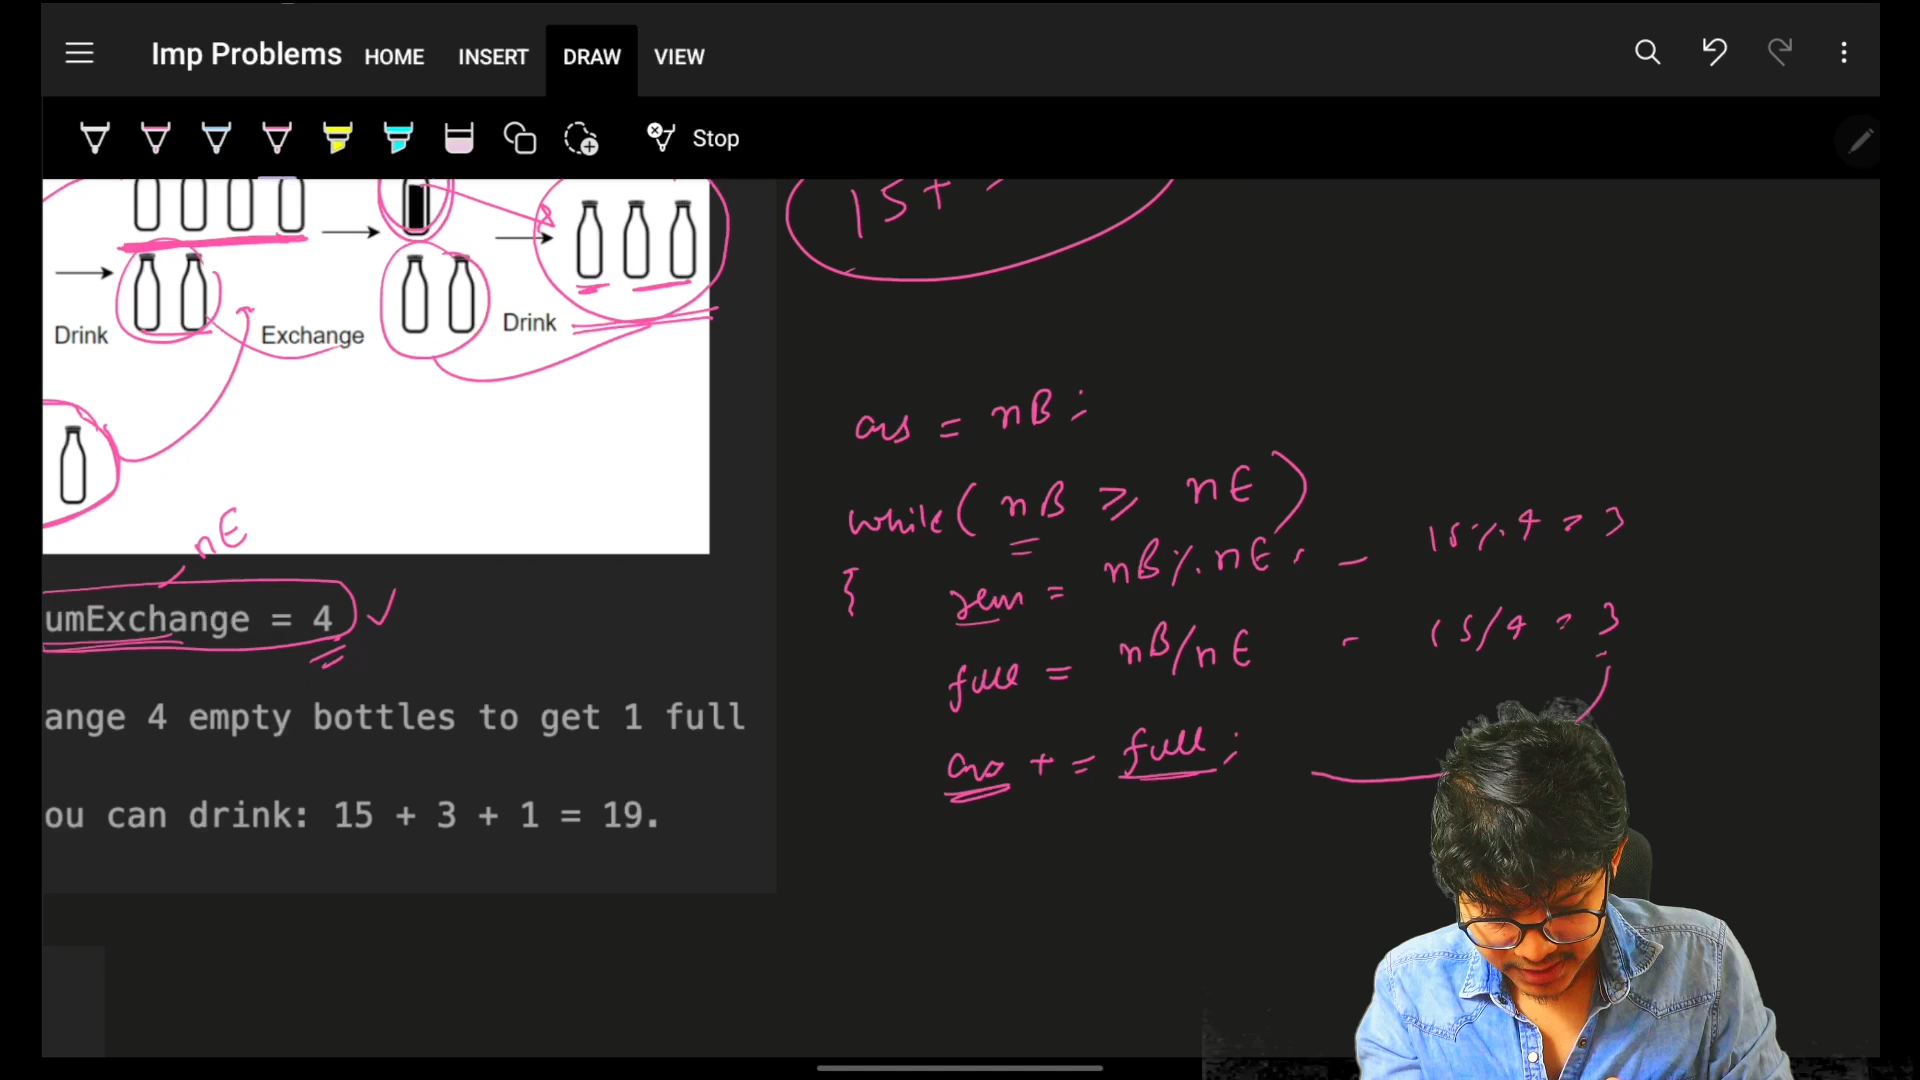 Imp Problems HOME INSERT DRAW VIEW
Stop
Drink
Exchange
Drink
nE
umExchange = 4
ange 4 empty bottles to get 1 full
ou can drink: 15 + 3 + 1 = 19.
15+
ans = nB;
while( nB ≥ nE )
{ rem = nB%nE, - 15%4 = 3
full = nB/nE - 15/4 = 3
ans += full;